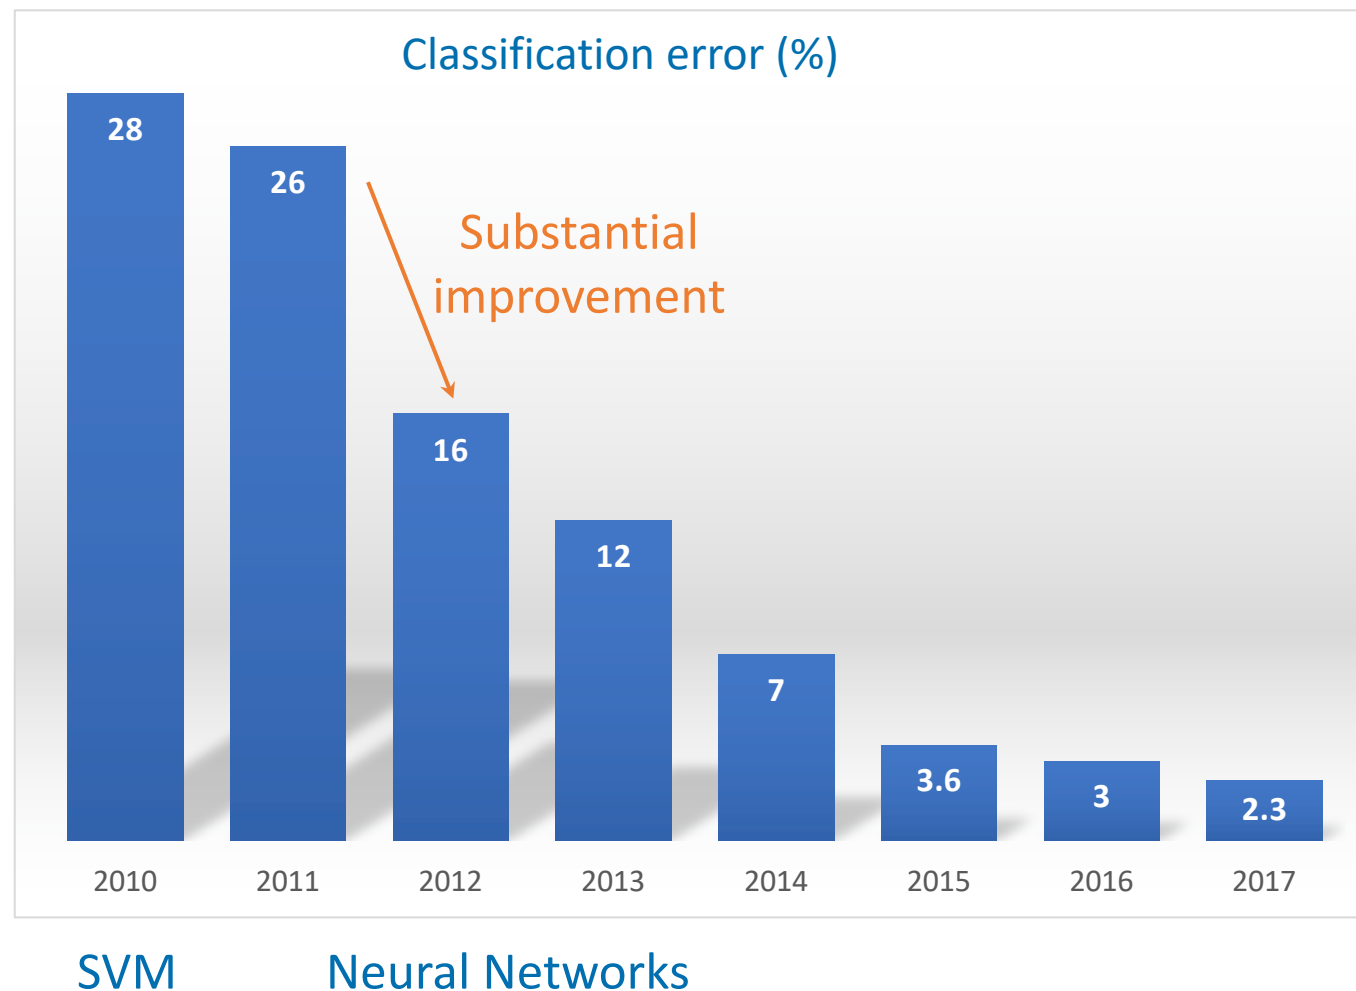 Classification error (%)
28
26
Substantial
improvement
16
12
7
3.6
3
2.3
2010 2011 2012 2013 2014 2015 2016 2017
SVM Neural Networks